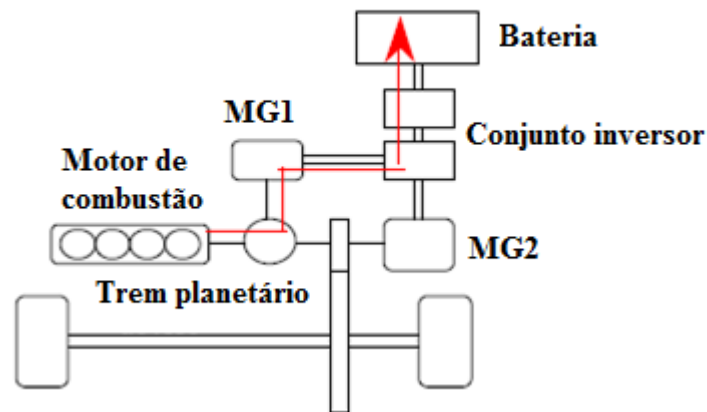 Bateria
MG1
Conjunto inversor
Motor de
combustão
MG2
Trem planetário